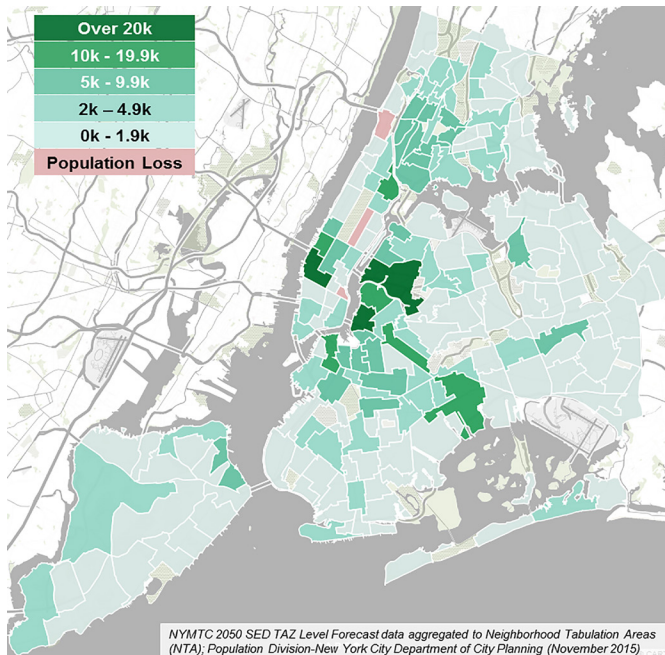 Over 20k
10k - 19.9k
5k - 9.9k
2k – 4.9k
0k - 1.9k
Population Loss
NYMTC 2050 SED TAZ Level Forecast data aggregated to Neighborhood Tabulation Areas
(NTA); Population Division-New York City Department of City Planning (November 2015)